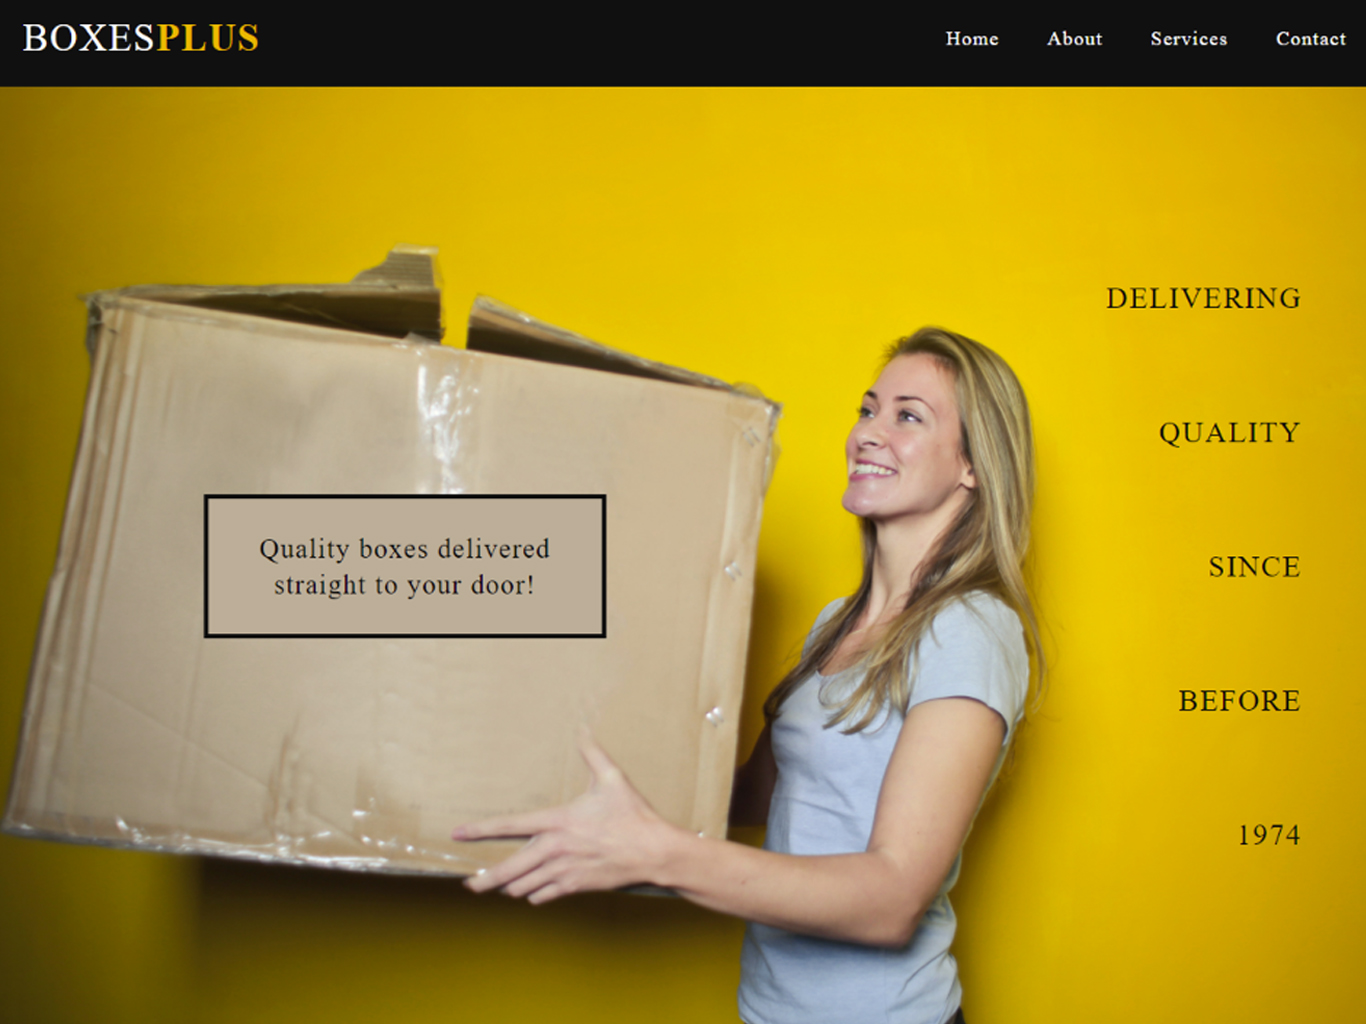 BOXESPLUS
Home About Services Contact
Quality boxes delivered
straight to your door!
DELIVERING
QUALITY
SINCE
BEFORE
1974